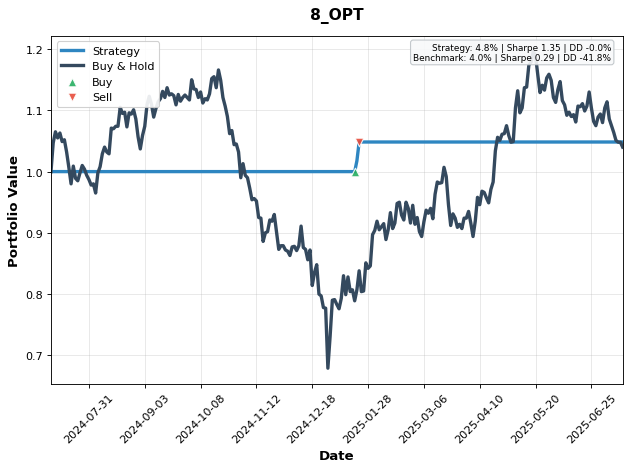 8_OPT
Strategy
Buy & Hold
Buy
Sell
Strategy: 4.8% | Sharpe 1.35 | DD -0.0%
Benchmark: 4.0% | Sharpe 0.29 | DD -41.8%
Portfolio Value
1.2
1.1
1.0
0.9
0.8
0.7
2024-07-31
2024-09-03
2024-10-08
2024-11-12
2024-12-18
2025-01-28
2025-03-06
2025-04-10
2025-05-20
2025-06-25
Date